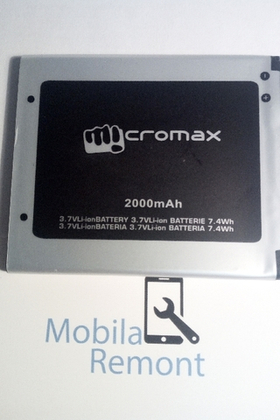 cromax
2000mAh
3.7VLi-ionBATTERY 3.7VLi-ion BATTERIE 7.4Wh
3.7VLi-ionBATERIA 3.7VLi-ion BATTERIA 7.4Wh
Mobila
Remont